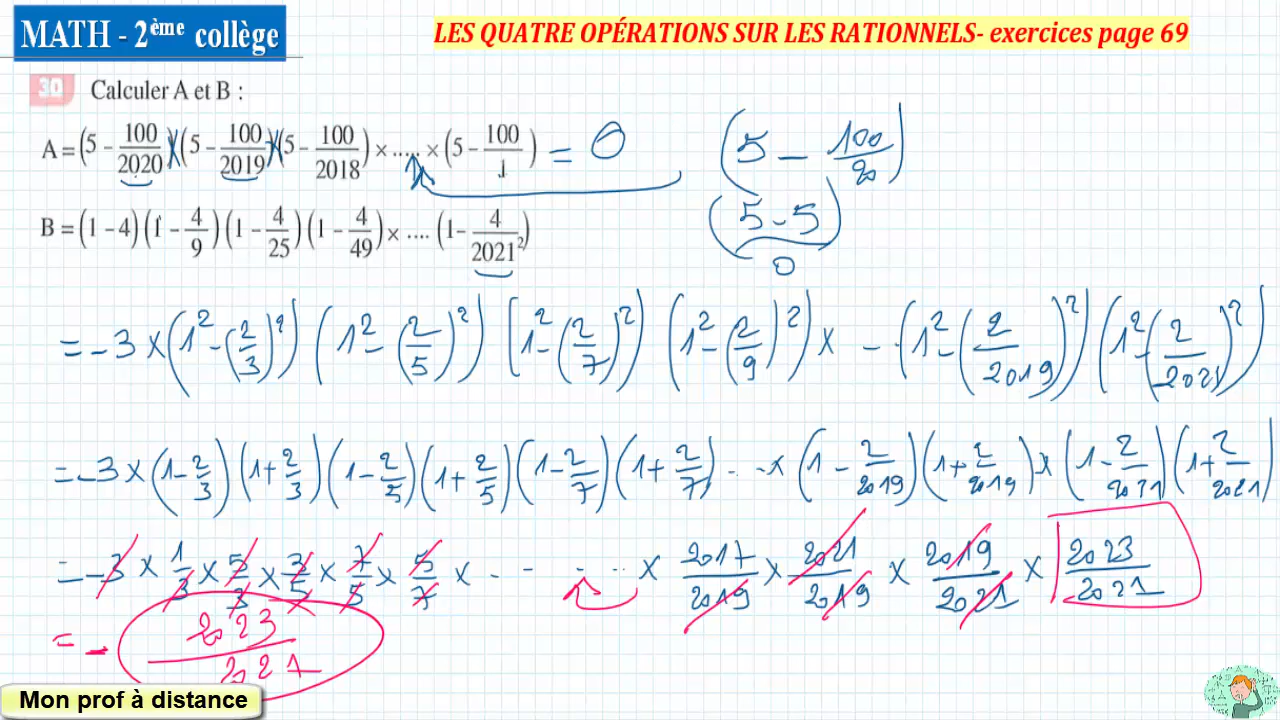 MATH - 2ème collège
LES QUATRE OPÉRATIONS SUR LES RATIONNELS- exercices page 69
30 Calculer A et B :
A = (5 - 100/2020)×(5 - 100/2019)×(5 - 100/2018) × ..... × (5 - 100/1) = 0
(5 - 100/20)
(5 - 5)
0
B = (1 - 4)(1 - 4/9)(1 - 4/25)(1 - 4/49) × .... (1 - 4/2021²)
= -3 × (1² - (2/3)²) (1² - (2/5)²) (1² - (2/7)²) (1² - (2/9)²) × - - (1² - (2/2019)²) (1² - (2/2021)²)
= -3 × (1 - 2/3)(1 + 2/3)(1 - 2/5)(1 + 2/5)(1 - 2/7)(1 + 2/7) - - - × (1 - 2/2019)(1 + 2/2019) × (1 - 2/2021)(1 + 2/2021)
= -3 × 1/3 × 5/3 × 3/5 × 7/5 × 5/7 × - - - .. × 2017/2019 × 2021/2019 × 2019/2021 × 2023/2021
= - 2023/2021
Mon prof à distance